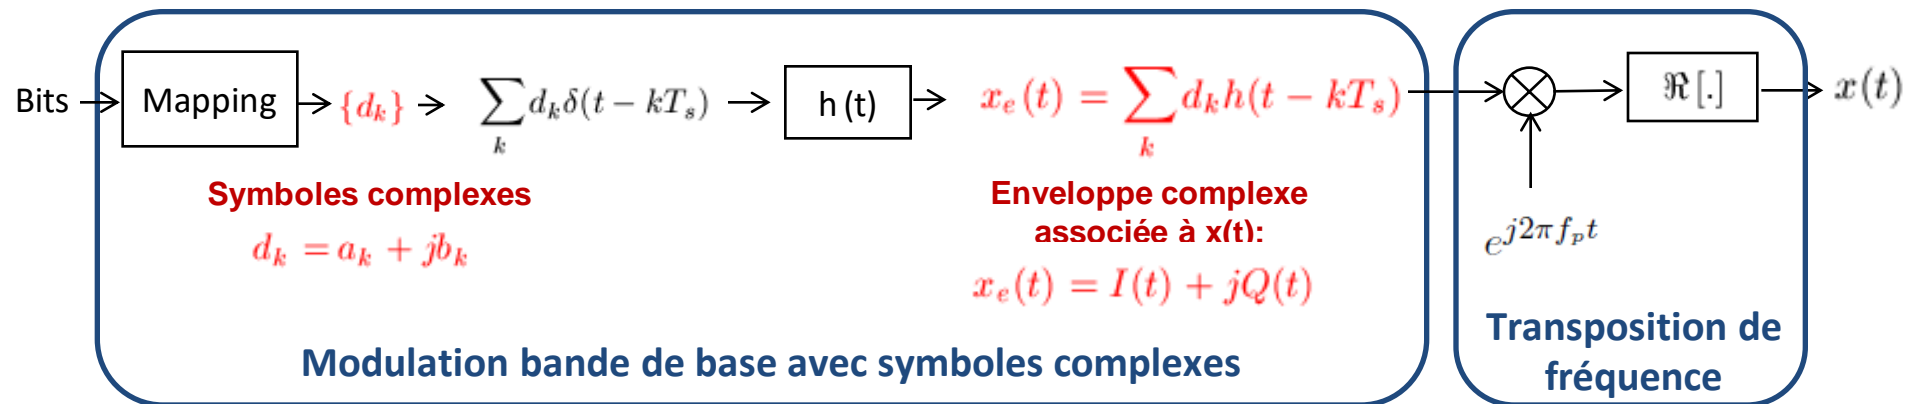 Bits
Mapping
{d_k}
∑_k d_k δ(t − kT_s)
h (t)
x_e(t) = ∑_k d_k h(t − kT_s)
ℜ[.]
x(t)
Symboles complexes
d_k = a_k + jb_k
Enveloppe complexe
associée à x(t):
x_e(t) = I(t) + jQ(t)
e^{j2πf_p t}
Modulation bande de base avec symboles complexes
Transposition de
fréquence